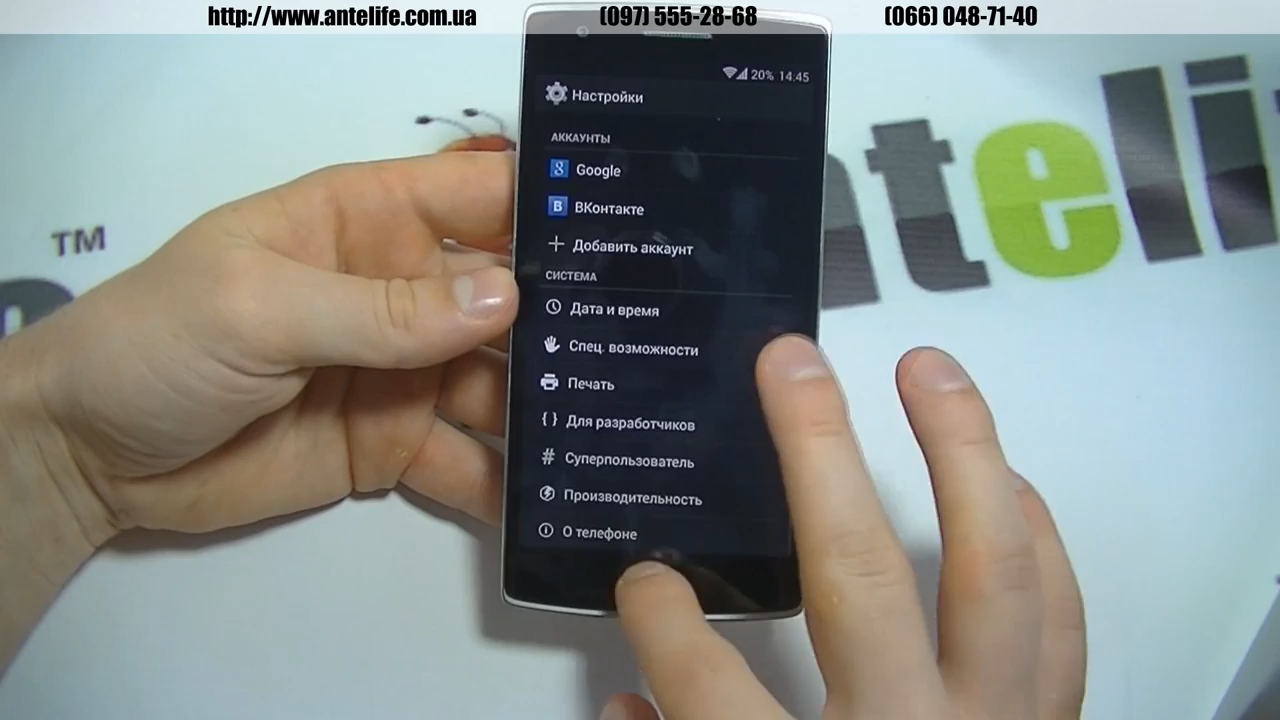 http://www.antelife.com.ua (097) 555-28-68 (066) 048-71-40
20% 14:45
Настройки
АККАУНТЫ
Google
ВКонтакте
Добавить аккаунт
СИСТЕМА
Дата и время
Спец. возможности
Печать
Для разработчиков
Суперпользователь
Производительность
О телефоне
TM
nteli